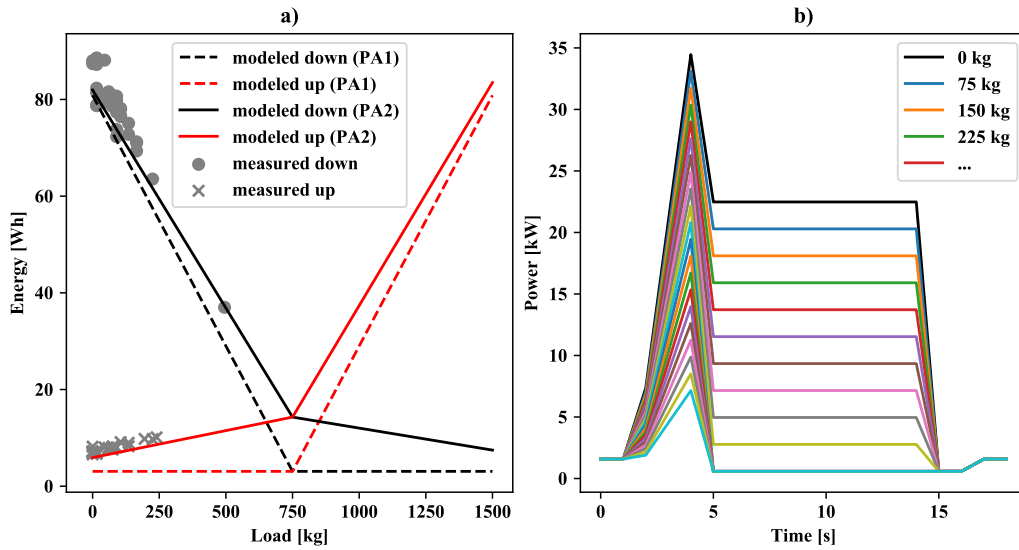 a)
modeled down (PA1)
modeled up (PA1)
modeled down (PA2)
modeled up (PA2)
measured down
measured up
Energy [Wh]
80
60
40
20
0
0
250
500
750
1000
1250
1500
Load [kg]
b)
0 kg
75 kg
150 kg
225 kg
...
Power [kW]
35
30
25
20
15
10
5
0
0
5
10
15
Time [s]